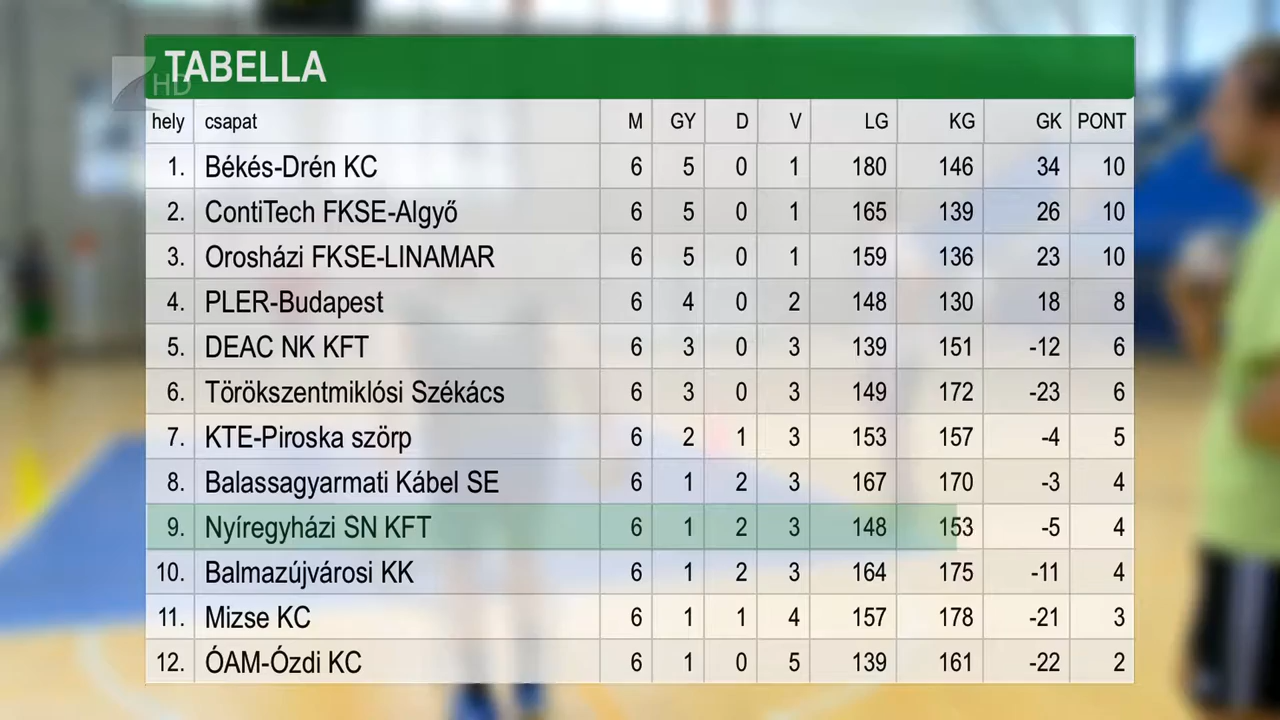 TABELLA
HD
hely csapat M GY D V LG KG GK PONT
1. Békés-Drén KC 6 5 0 1 180 146 34 10
2. ContiTech FKSE-Algyő 6 5 0 1 165 139 26 10
3. Orosházi FKSE-LINAMAR 6 5 0 1 159 136 23 10
4. PLER-Budapest 6 4 0 2 148 130 18 8
5. DEAC NK KFT 6 3 0 3 139 151 -12 6
6. Törökszentmiklósi Székács 6 3 0 3 149 172 -23 6
7. KTE-Piroska szörp 6 2 1 3 153 157 -4 5
8. Balassagyarmati Kábel SE 6 1 2 3 167 170 -3 4
9. Nyíregyházi SN KFT 6 1 2 3 148 153 -5 4
10. Balmazújvárosi KK 6 1 2 3 164 175 -11 4
11. Mizse KC 6 1 1 4 157 178 -21 3
12. ÓAM-Ózdi KC 6 1 0 5 139 161 -22 2